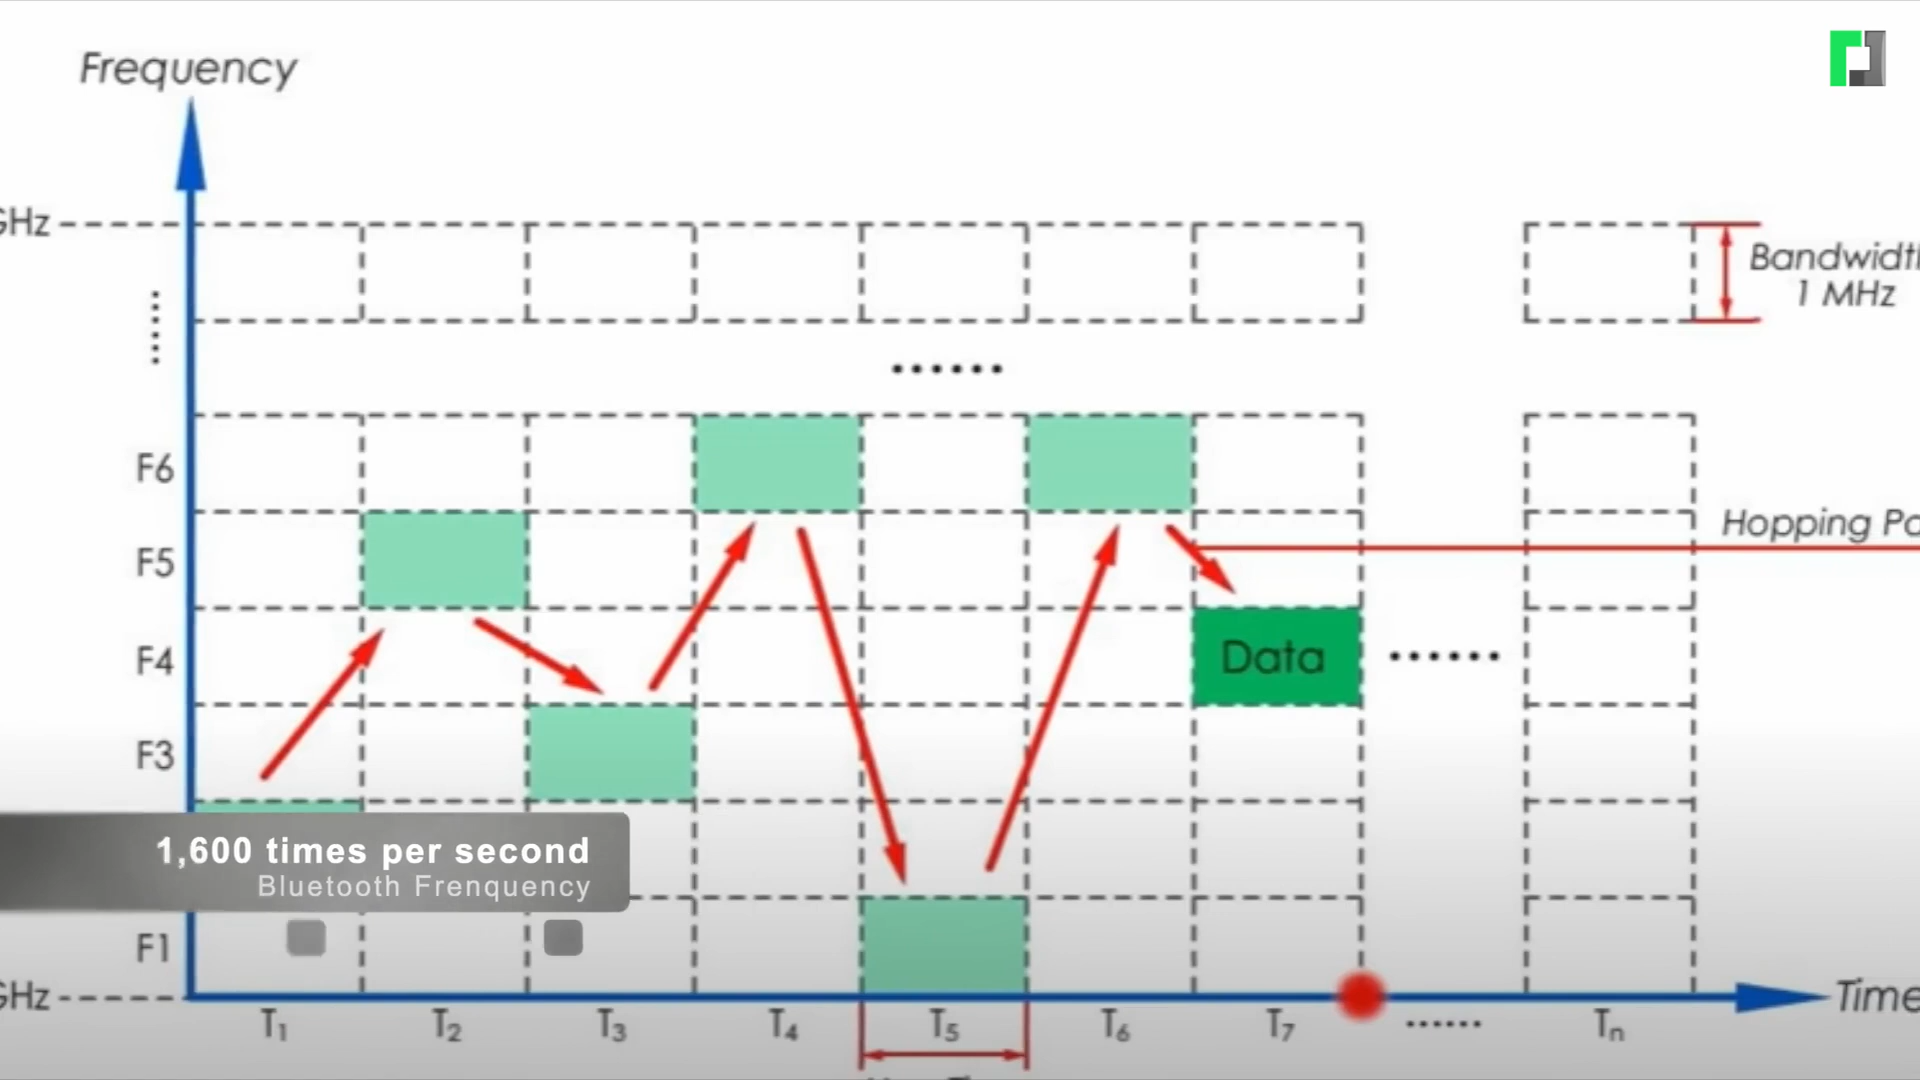 Frequency
GHz
Bandwidth
1 MHz
F6
Hopping
F5
F4
Data
F3
1,600 times per second
Bluetooth Frenquency
F1
GHz
Time
T1
T2
T3
T4
T5
T6
T7
Tn